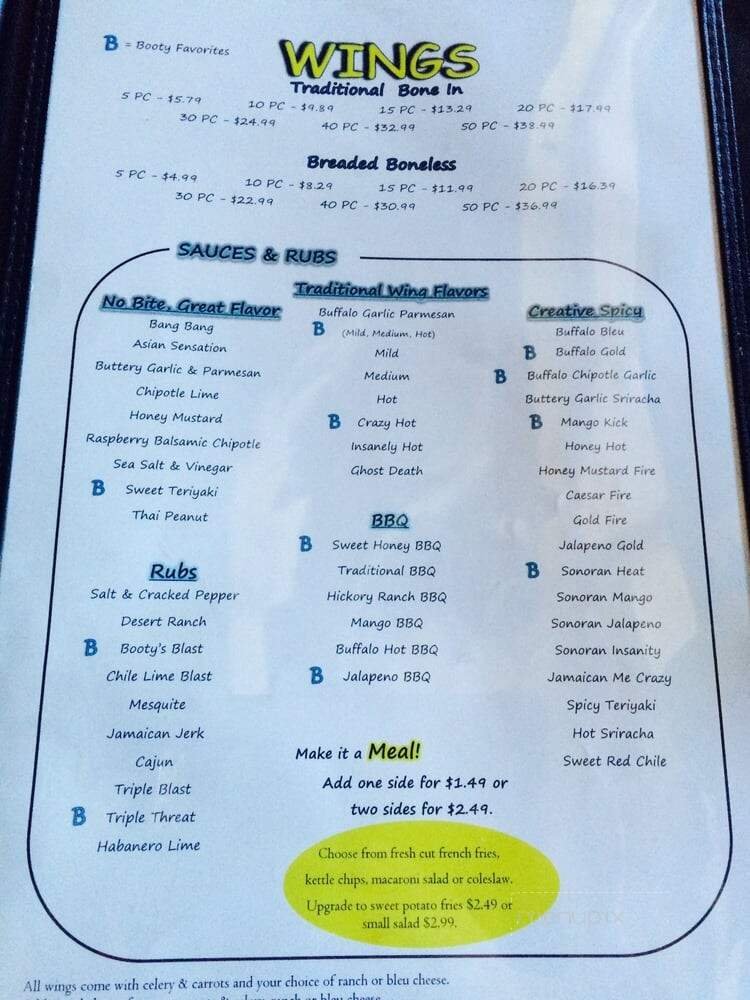 B = Booty Favorites
WINGS
Traditional Bone In
5 PC - $5.79 10 PC - $9.89 15 PC - $13.29 20 PC - $17.99
30 PC - $24.99 40 PC - $32.99 50 PC - $38.99
Breaded Boneless
5 PC - $4.99 10 PC - $8.29 15 PC - $11.99 20 PC - $16.39
30 PC - $22.99 40 PC - $30.99 50 PC - $36.99
SAUCES & RUBS
No Bite, Great Flavor
Bang Bang
Asian Sensation
Buttery Garlic & Parmesan
Chipotle Lime
Honey Mustard
Raspberry Balsamic Chipotle
Sea Salt & Vinegar
B Sweet Teriyaki
Thai Peanut
Rubs
Salt & Cracked Pepper
Desert Ranch
B Booty's Blast
Chile Lime Blast
Mesquite
Jamaican Jerk
Cajun
Triple Blast
B Triple Threat
Habanero Lime
Traditional Wing Flavors
Buffalo Garlic Parmesan
B (Mild, Medium, Hot)
Mild
Medium
Hot
B Crazy Hot
Insanely Hot
Ghost Death
BBQ
B Sweet Honey BBQ
Traditional BBQ
Hickory Ranch BBQ
Mango BBQ
Buffalo Hot BBQ
B Jalapeno BBQ
Make it a Meal!
Add one side for $1.49 or
two sides for $2.49.
Choose from fresh cut french fries,
kettle chips, macaroni salad or coleslaw.
Upgrade to sweet potato fries $2.49 or
small salad $2.99.
Creative Spicy
Buffalo Bleu
B Buffalo Gold
B Buffalo Chipotle Garlic
Buttery Garlic Sriracha
B Mango Kick
Honey Hot
Honey Mustard Fire
Caesar Fire
Gold Fire
Jalapeno Gold
B Sonoran Heat
Sonoran Mango
Sonoran Jalapeno
Sonoran Insanity
Jamaican Me Crazy
Spicy Teriyaki
Hot Sriracha
Sweet Red Chile
menupix
All wings come with celery & carrots and your choice of ranch or bleu cheese.
ranch or bleu cheese